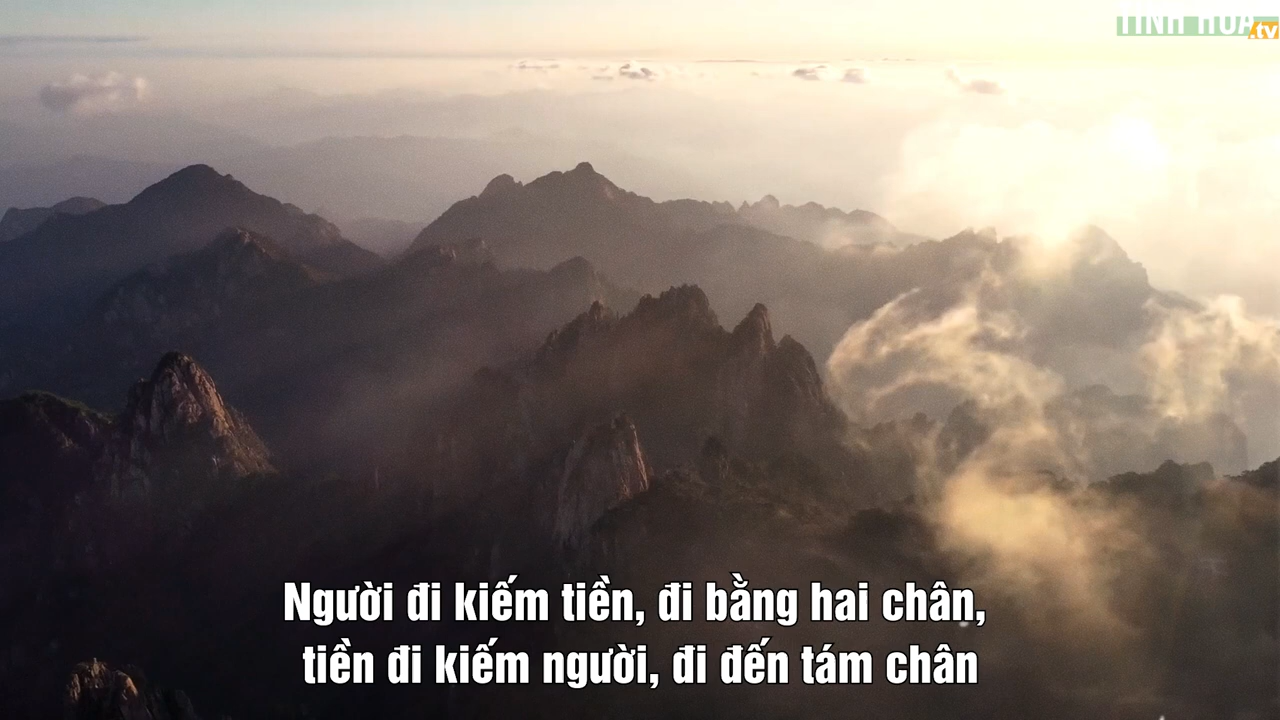 TINH HOA
.tv
Người đi kiếm tiền, đi bằng hai chân,
tiền đi kiếm người, đi đến tám chân